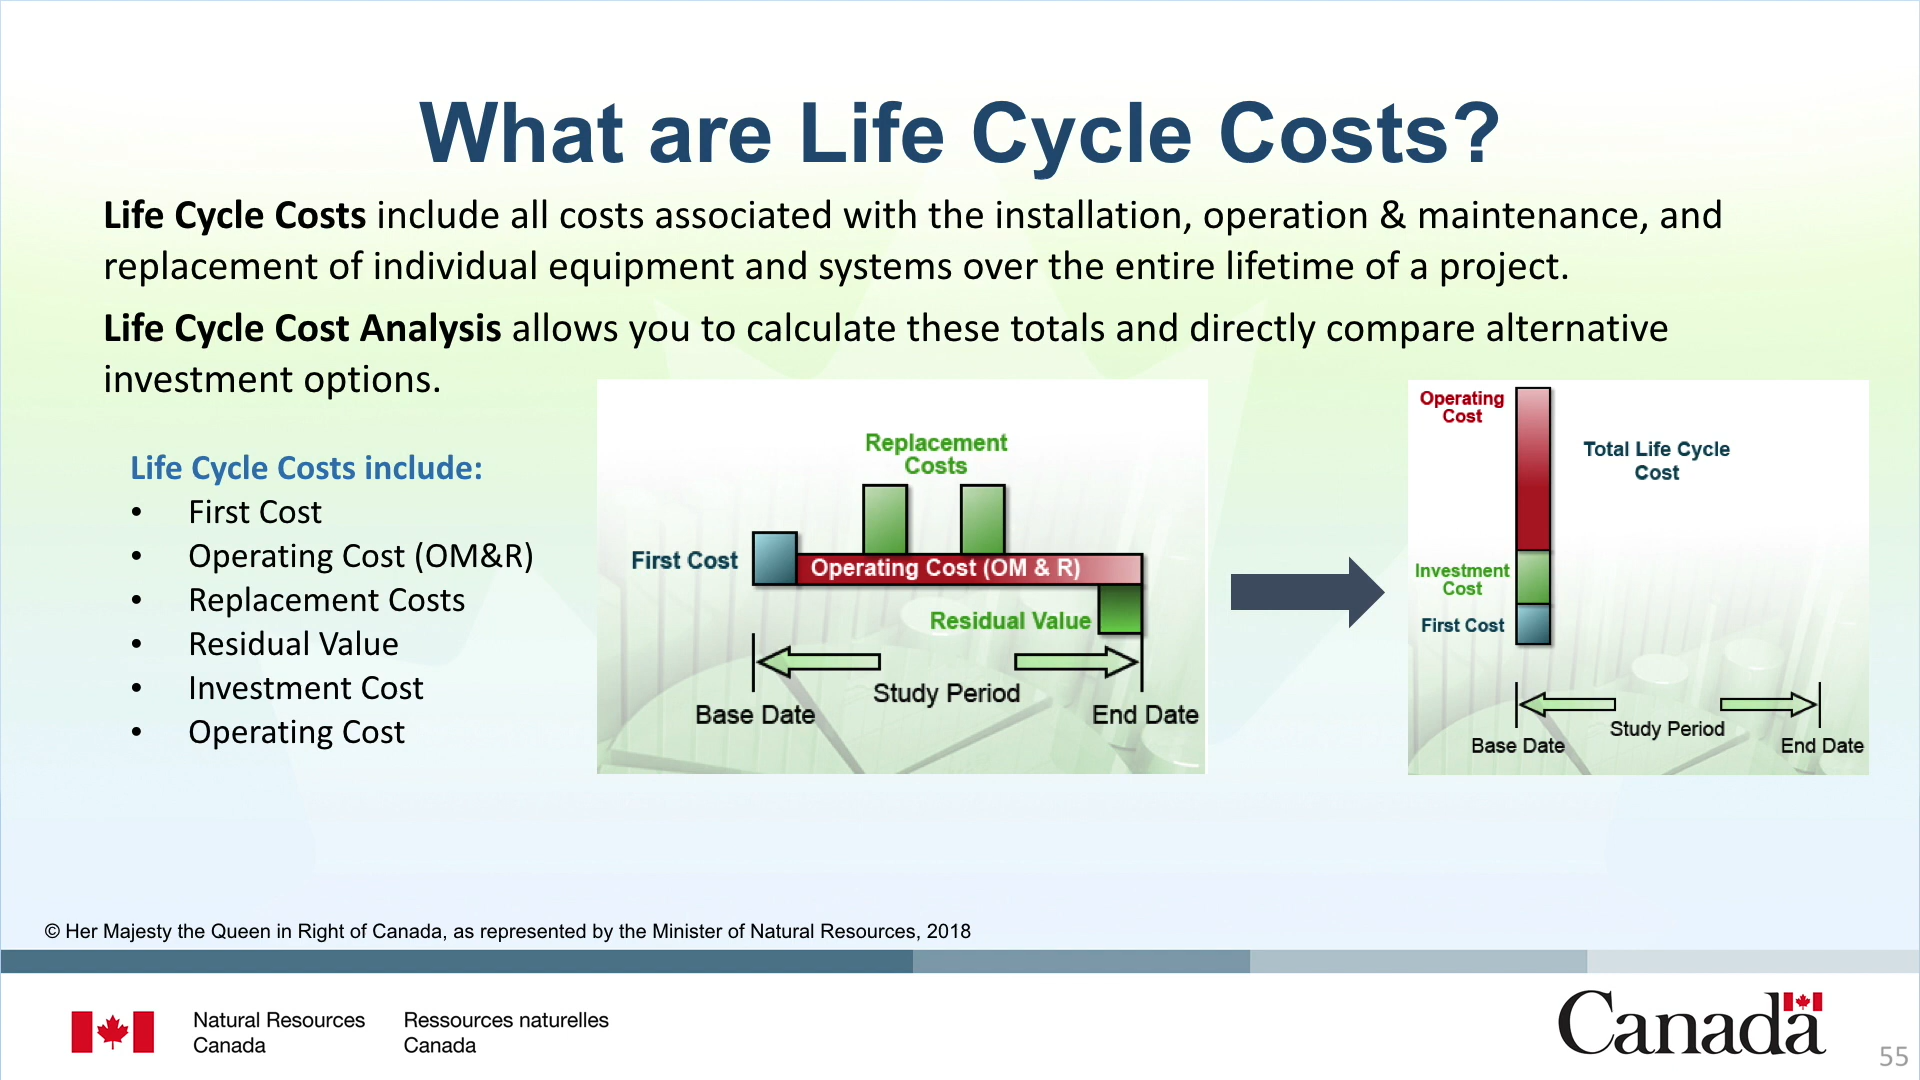 What are Life Cycle Costs?
Life Cycle Costs include all costs associated with the installation, operation & maintenance, and
replacement of individual equipment and systems over the entire lifetime of a project.
Life Cycle Cost Analysis allows you to calculate these totals and directly compare alternative
investment options.
Life Cycle Costs include:
• First Cost
• Operating Cost (OM&R)
• Replacement Costs
• Residual Value
• Investment Cost
• Operating Cost
Replacement
Costs
First Cost
Operating Cost (OM & R)
Residual Value
Study Period
Base Date
End Date
Operating
Cost
Total Life Cycle
Cost
Investment
Cost
First Cost
Study Period
Base Date
End Date
© Her Majesty the Queen in Right of Canada, as represented by the Minister of Natural Resources, 2018
Natural Resources
Canada
Ressources naturelles
Canada
Canada
55